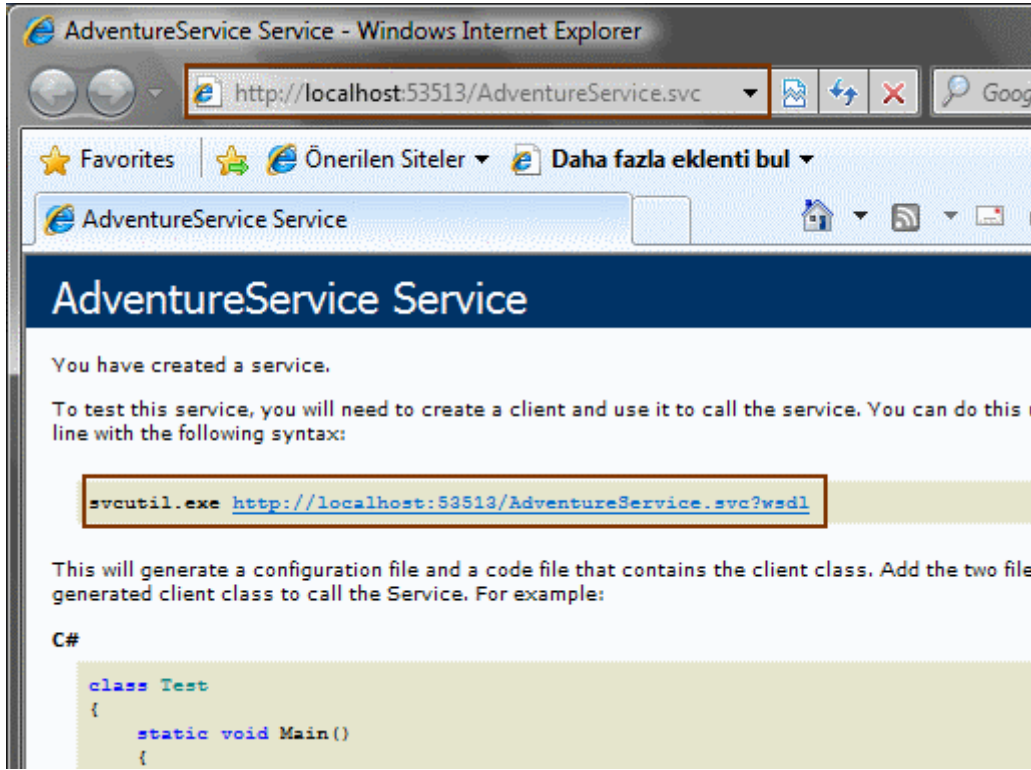 AdventureService Service - Windows Internet Explorer
http://localhost:53513/AdventureService.svc
Favorites Önerilen Siteler Daha fazla eklenti bul
AdventureService Service
AdventureService Service
You have created a service.
To test this service, you will need to create a client and use it to call the service. You can do this
line with the following syntax:
svcutil.exe http://localhost:53513/AdventureService.svc?wsdl
This will generate a configuration file and a code file that contains the client class. Add the two file
generated client class to call the Service. For example:
C#
class Test
{
static void Main()
{